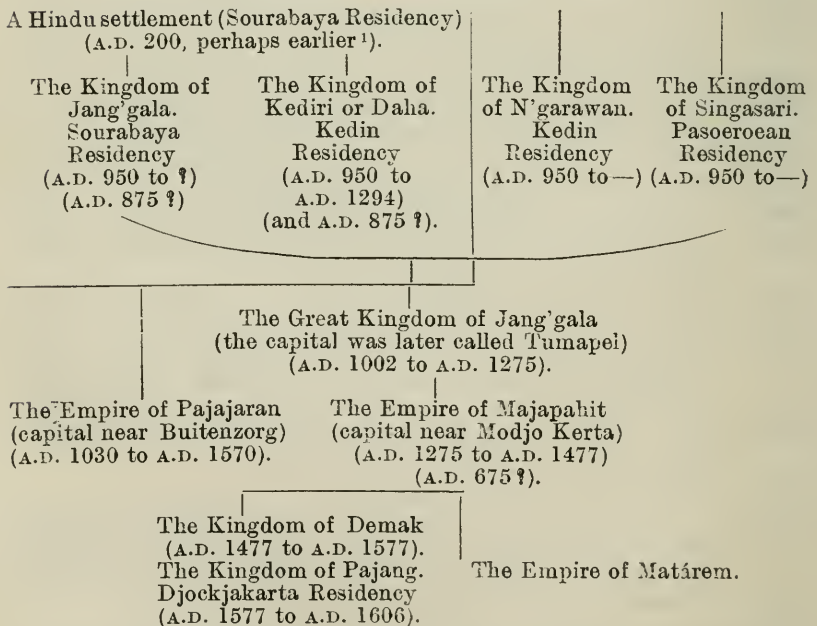 A Hindu settlement (Sourabaya Residency)
(A.D. 200, perhaps earlier ¹).
The Kingdom of
Jang'gala.
Sourabaya
Residency
(A.D. 950 to ?)
(A.D. 875 ?)
The Kingdom of
Kediri or Daha.
Kedin
Residency
(A.D. 950 to
A.D. 1294)
(and A.D. 875 ?).
The Kingdom
of N'garawan.
Kedin
Residency
(A.D. 950 to—)
The Kingdom
of Singasari.
Pasoeroean
Residency
(A.D. 950 to—)
The Great Kingdom of Jang'gala
(the capital was later called Tumapel)
(A.D. 1002 to A.D. 1275).
The Empire of Pajajaran
(capital near Buitenzorg)
(A.D. 1030 to A.D. 1570).
The Empire of Majapahit
(capital near Modjo Kerta)
(A.D. 1275 to A.D. 1477)
(A.D. 675 ?).
The Kingdom of Demak
(A.D. 1477 to A.D. 1577).
The Kingdom of Pajang.
Djockjakarta Residency
(A.D. 1577 to A.D. 1606).
The Empire of Matárem.